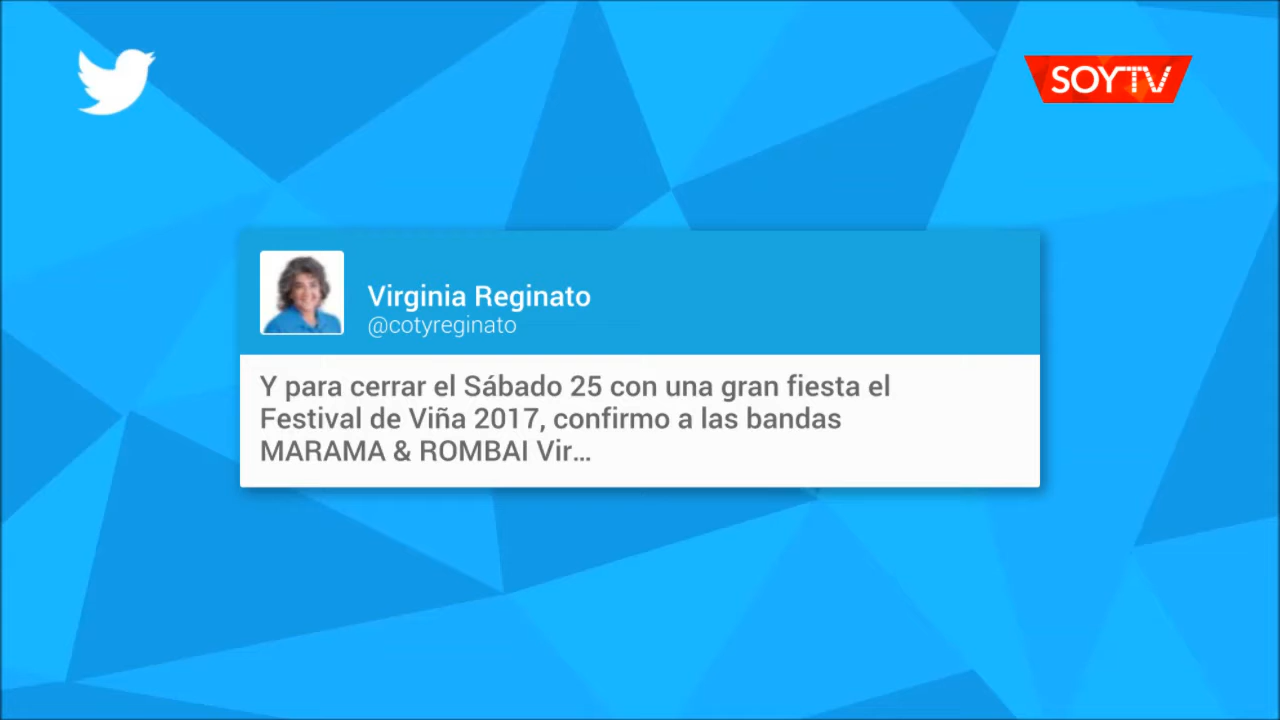 SOYTV
Virginia Reginato
@cotyreginato
Y para cerrar el Sábado 25 con una gran fiesta el
Festival de Viña 2017, confirmo a las bandas
MARAMA & ROMBAI Vir...